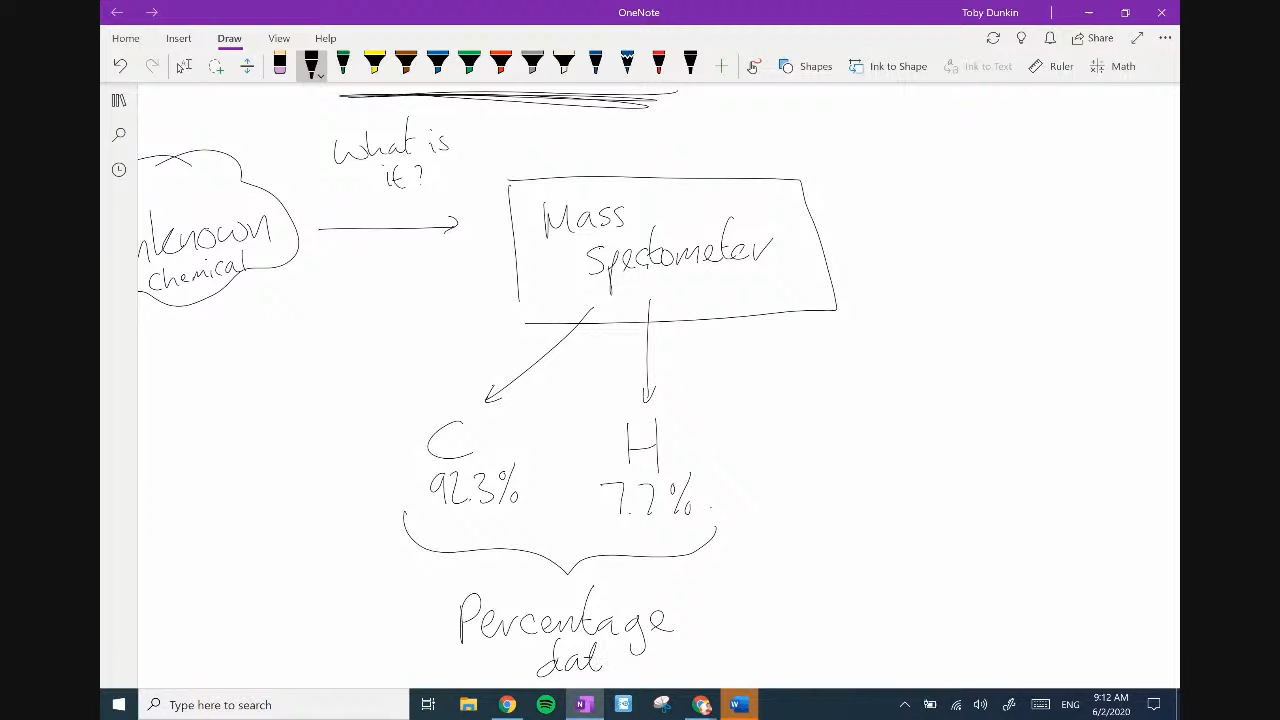 OneNote
Toby Dunkin
Home Insert Draw View Help
Share
Shapes
Ink to Shape
Ink to Text
Ruler
Math
What is
it?
nknown
chemical
Mass
Spectometer
C
H
92.3%
7.7%
Percentage
dat
Type here to search
ENG
9:12 AM
6/2/2020